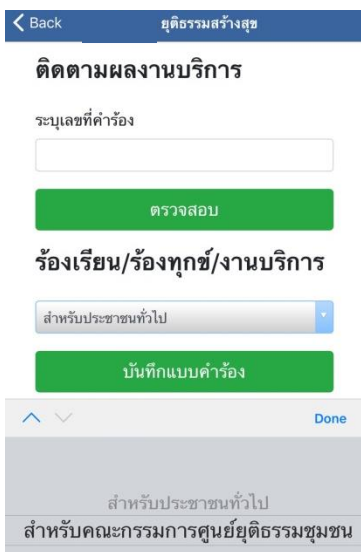 Back
ยุติธรรมสร้างสุข
ติดตามผลงานบริการ
ระบุเลขที่คำร้อง
ตรวจสอบ
ร้องเรียน/ร้องทุกข์/งานบริการ
สำหรับประชาชนทั่วไป
บันทึกแบบคำร้อง
Done
สำหรับประชาชนทั่วไป
สำหรับคณะกรรมการศูนย์ยุติธรรมชุมชน